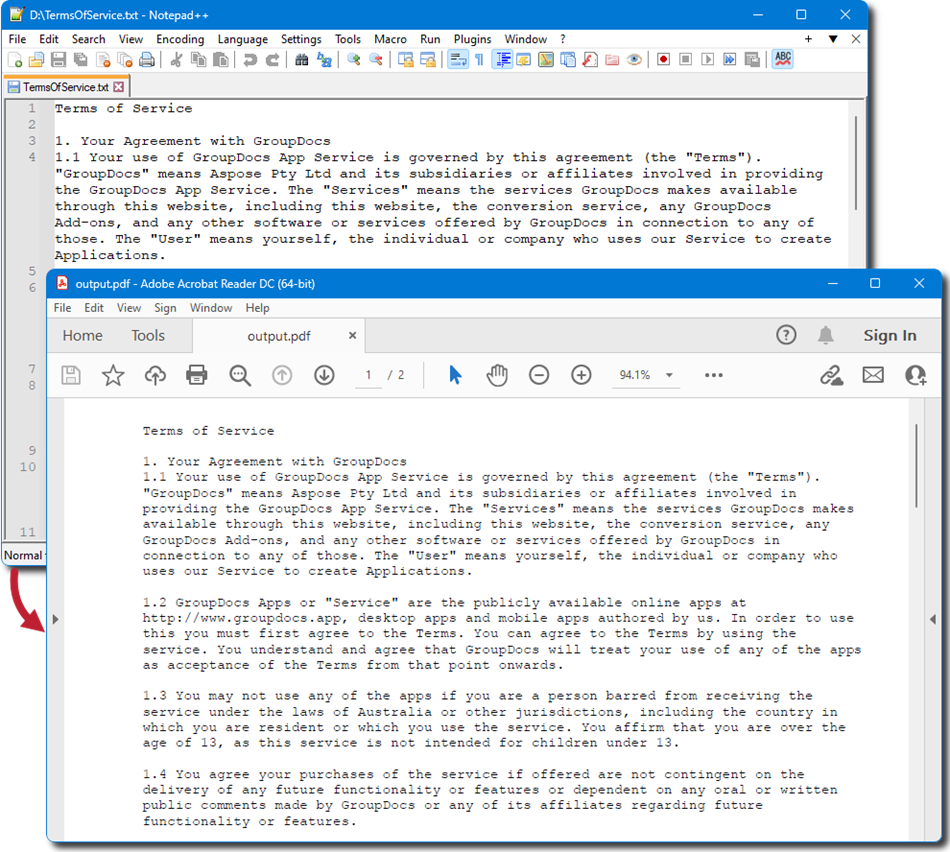 D:\TermsOfService.txt - Notepad++
File Edit Search View Encoding Language Settings Tools Macro Run Plugins Window ?
ABC
TermsOfService.txt
1 Terms of Service
2
3 1. Your Agreement with GroupDocs
4 1.1 Your use of GroupDocs App Service is governed by this agreement (the "Terms").
"GroupDocs" means Aspose Pty Ltd and its subsidiaries or affiliates involved in providing
the GroupDocs App Service. The "Services" means the services GroupDocs makes available
through this website, including this website, the conversion service, any GroupDocs
Add-ons, and any other software or services offered by GroupDocs in connection to any of
those. The "User" means yourself, the individual or company who uses our Service to create
Applications.
5
6
7
8
9
10
11
Normal
output.pdf - Adobe Acrobat Reader DC (64-bit)
File Edit View Sign Window Help
Home Tools output.pdf Sign In
1 / 2 94.1%
Terms of Service
1. Your Agreement with GroupDocs
1.1 Your use of GroupDocs App Service is governed by this agreement (the "Terms").
"GroupDocs" means Aspose Pty Ltd and its subsidiaries or affiliates involved in
providing the GroupDocs App Service. The "Services" means the services GroupDocs makes
available through this website, including this website, the conversion service, any
GroupDocs Add-ons, and any other software or services offered by GroupDocs in
connection to any of those. The "User" means yourself, the individual or company who
uses our Service to create Applications.
1.2 GroupDocs Apps or "Service" are the publicly available online apps at
http://www.groupdocs.app, desktop apps and mobile apps authored by us. In order to use
this you must first agree to the Terms. You can agree to the Terms by using the
service. You understand and agree that GroupDocs will treat your use of any of the apps
as acceptance of the Terms from that point onwards.
1.3 You may not use any of the apps if you are a person barred from receiving the
service under the laws of Australia or other jurisdictions, including the country in
which you are resident or which you use the service. You affirm that you are over the
age of 13, as this service is not intended for children under 13.
1.4 You agree your purchases of the service if offered are not contingent on the
delivery of any future functionality or features or dependent on any oral or written
public comments made by GroupDocs or any of its affiliates regarding future
functionality or features.